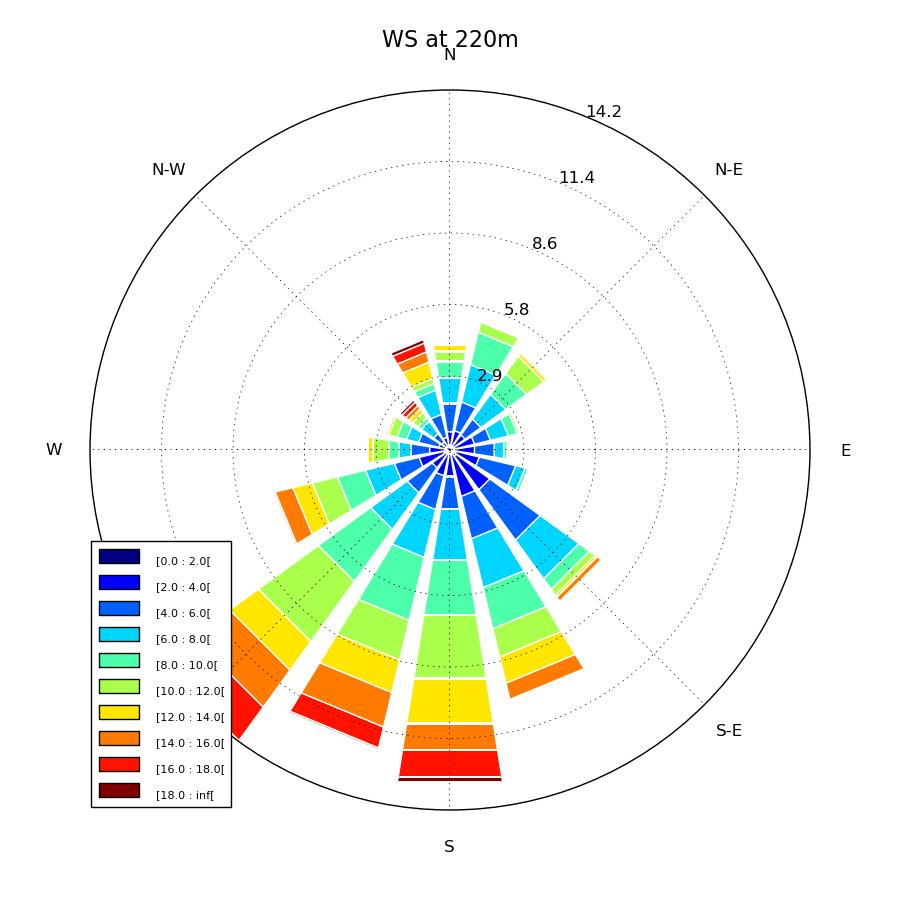 WS at 220m
N
14.2
N-W
N-E
11.4
8.6
5.8
2.9
W
E
[0.0 : 2.0[
[2.0 : 4.0[
[4.0 : 6.0[
[6.0 : 8.0[
[8.0 : 10.0[
[10.0 : 12.0[
[12.0 : 14.0[
[14.0 : 16.0[
[16.0 : 18.0[
[18.0 : inf[
S-E
S